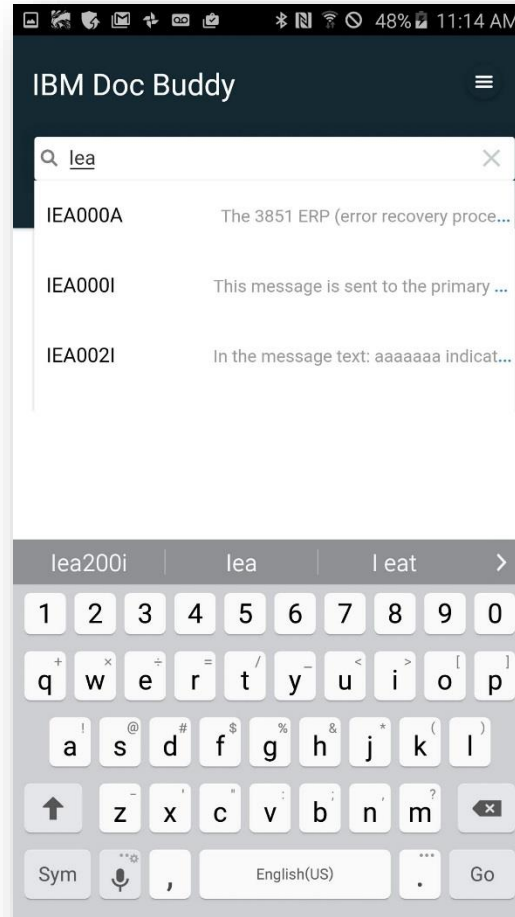 48% 11:14 AM
IBM Doc Buddy
Iea
IEA000A The 3851 ERP (error recovery proce...
IEA000I This message is sent to the primary ...
IEA002I In the message text: aaaaaaa indicat...
Iea200i Iea I eat >
1 2 3 4 5 6 7 8 9 0
+ × ÷ = / _ < > [ ]
q w e r t y u i o p
! @ # $ % & * ( )
a s d f g h j k l
- ' " : ; , ?
z x c v b n m
Sym , English(US) . Go